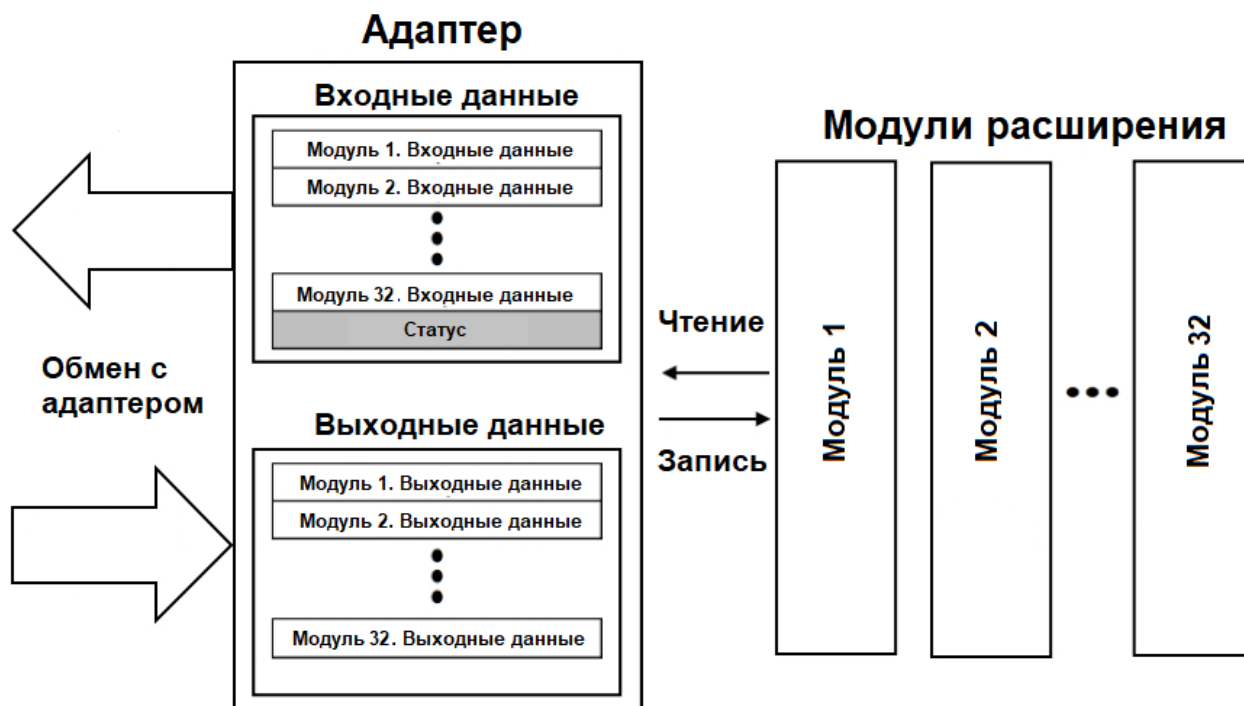 Адаптер
Входные данные
Модуль 1. Входные данные
Модуль 2. Входные данные
Модуль 32. Входные данные
Статус
Обмен с
адаптером
Выходные данные
Модуль 1. Выходные данные
Модуль 2. Выходные данные
Модуль 32. Выходные данные
Чтение
Запись
Модули расширения
Модуль 1
Модуль 2
Модуль 32